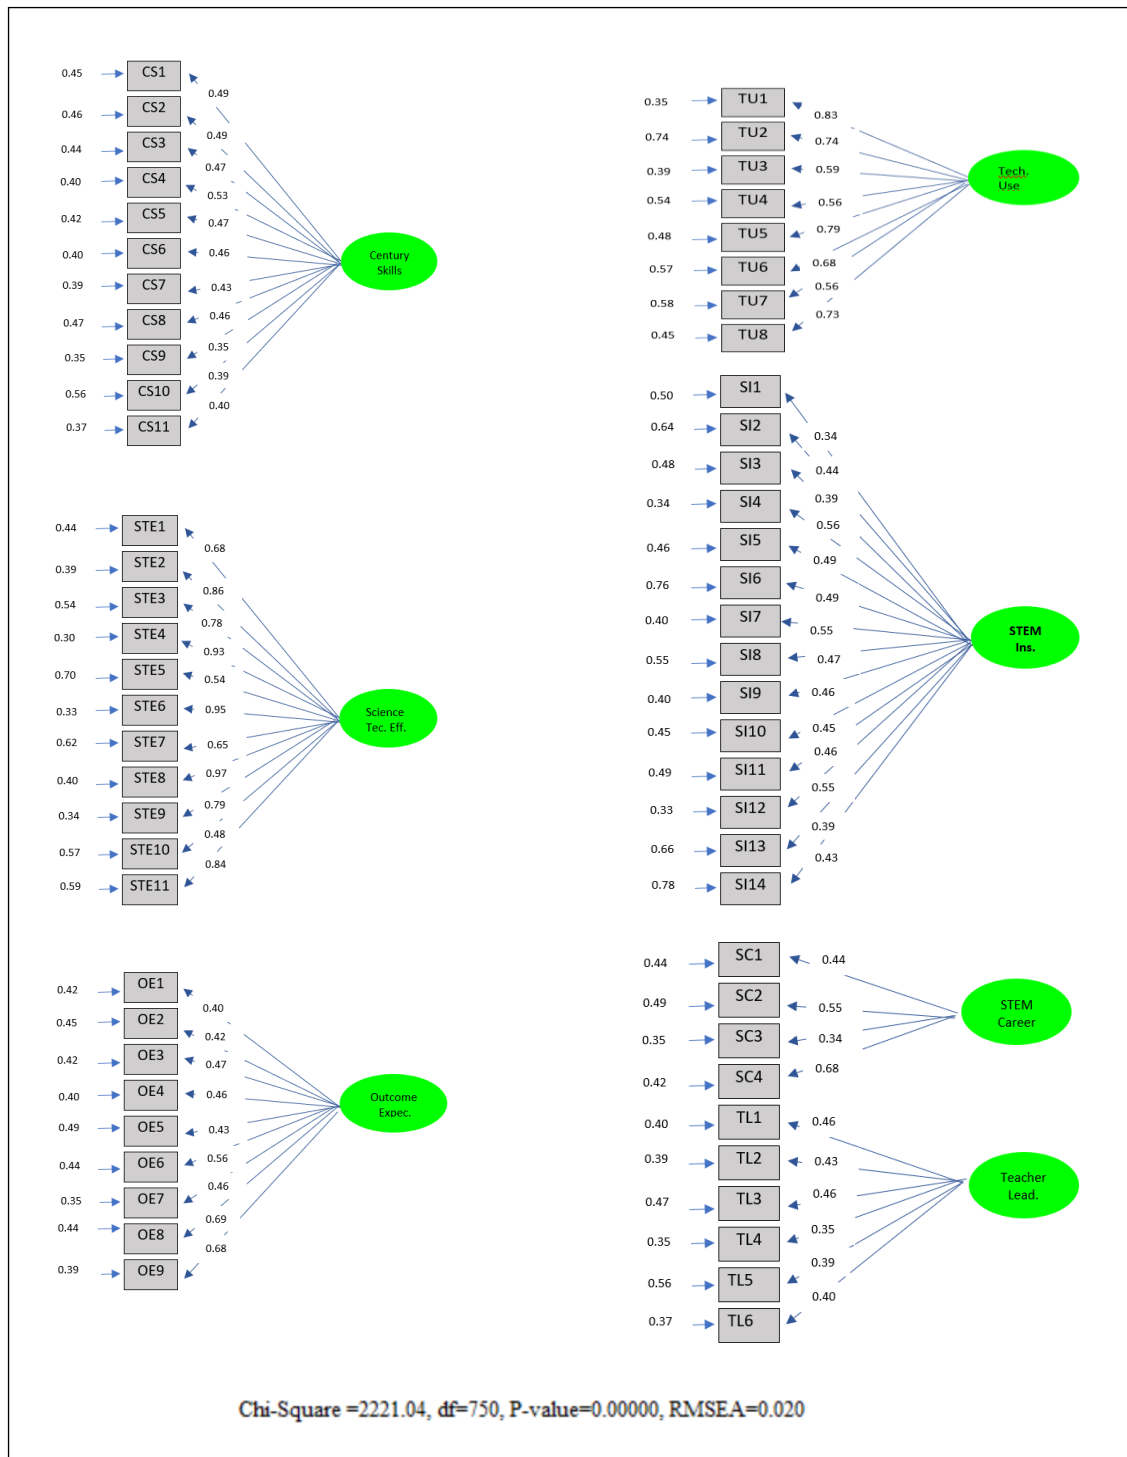 0.45
CS1
0.49
0.46
CS2
0.49
0.44
CS3
0.47
0.40
CS4
0.53
0.42
CS5
0.47
0.40
CS6
0.46
0.39
CS7
0.43
0.47
CS8
0.46
0.35
CS9
0.35
0.56
CS10
0.39
0.37
CS11
0.40
Century
Skills
0.44
STE1
0.68
0.39
STE2
0.86
0.54
STE3
0.78
0.30
STE4
0.93
0.70
STE5
0.54
0.33
STE6
0.95
0.62
STE7
0.65
0.40
STE8
0.97
0.34
STE9
0.79
0.57
STE10
0.48
0.59
STE11
0.84
Science
Tec. Eff.
0.42
OE1
0.40
0.45
OE2
0.42
0.42
OE3
0.47
0.40
OE4
0.46
0.49
OE5
0.43
0.44
OE6
0.56
0.35
OE7
0.46
0.44
OE8
0.69
0.39
OE9
0.68
Outcome
Expec.
0.35
TU1
0.83
0.74
TU2
0.74
0.39
TU3
0.59
0.54
TU4
0.56
0.48
TU5
0.79
0.57
TU6
0.68
0.58
TU7
0.56
0.45
TU8
0.73
Tech.
Use
0.50
SI1
0.34
0.64
SI2
0.44
0.48
SI3
0.39
0.34
SI4
0.56
0.46
SI5
0.49
0.76
SI6
0.49
0.40
SI7
0.55
0.55
SI8
0.47
0.40
SI9
0.46
0.45
SI10
0.45
0.49
SI11
0.46
0.33
SI12
0.55
0.66
SI13
0.39
0.78
SI14
0.43
STEM
Ins.
0.44
SC1
0.44
0.49
SC2
0.55
0.35
SC3
0.34
0.42
SC4
0.68
STEM
Career
0.40
TL1
0.46
0.39
TL2
0.43
0.47
TL3
0.46
0.35
TL4
0.35
0.56
TL5
0.39
0.37
TL6
0.40
Teacher
Lead.
Chi-Square =2221.04, df=750, P-value=0.00000, RMSEA=0.020